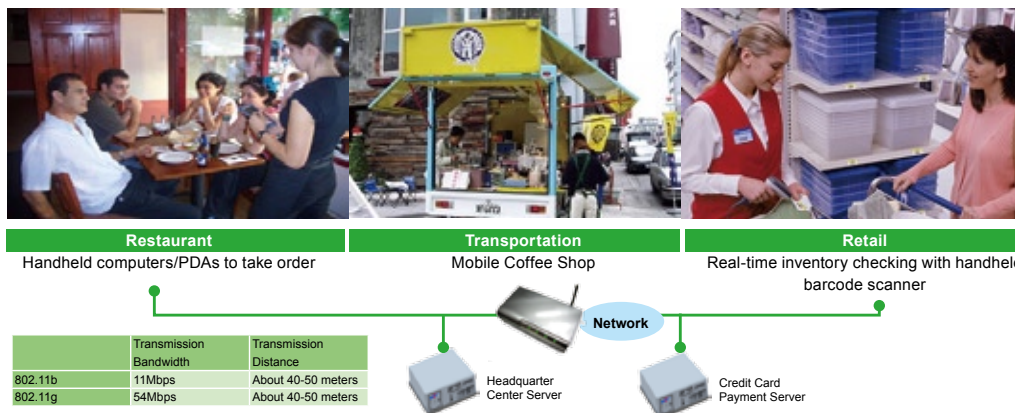 Restaurant
Transportation
Retail
Handheld computers/PDAs to take order
Mobile Coffee Shop
Real-time inventory checking with handhel
barcode scanner
Network
Transmission Bandwidth
Transmission Distance
802.11b 11Mbps About 40-50 meters
802.11g 54Mbps About 40-50 meters
Headquarter
Center Server
Credit Card
Payment Server